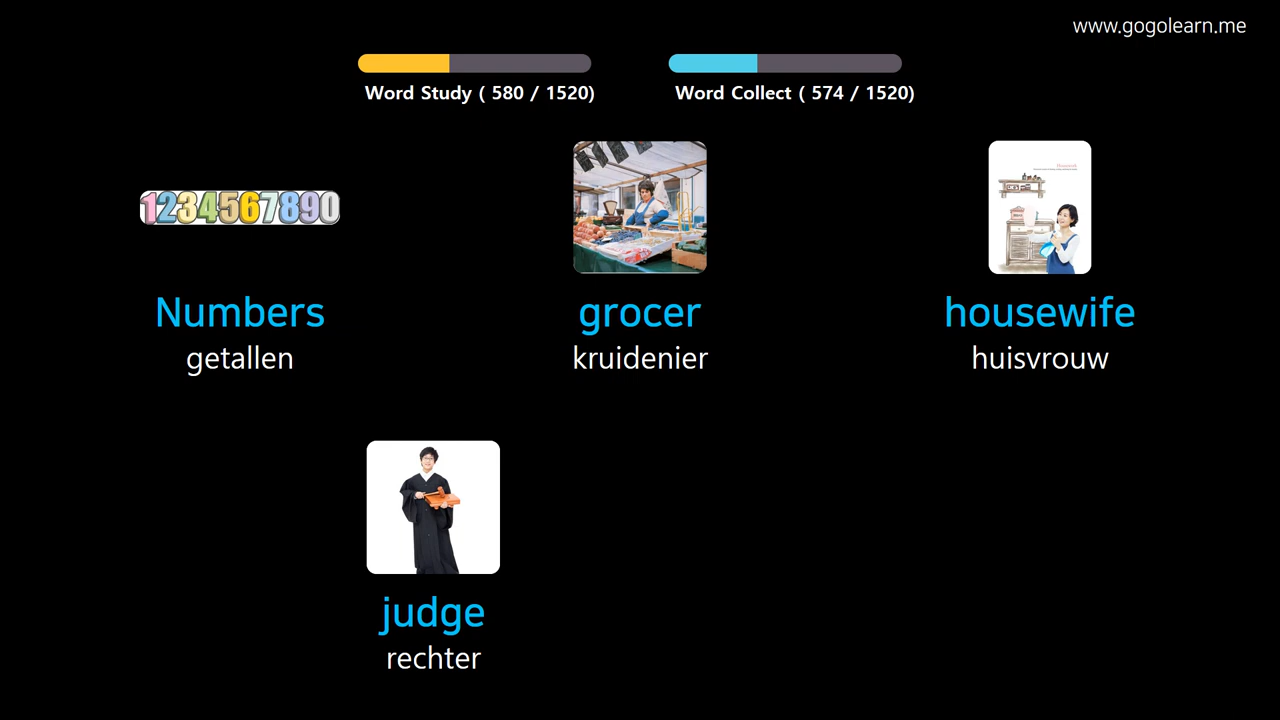 www.gogolearn.me
Word Study ( 580 / 1520)
Word Collect ( 574 / 1520)
1234567890
Numbers
getallen
grocer
kruidenier
housewife
huisvrouw
judge
rechter